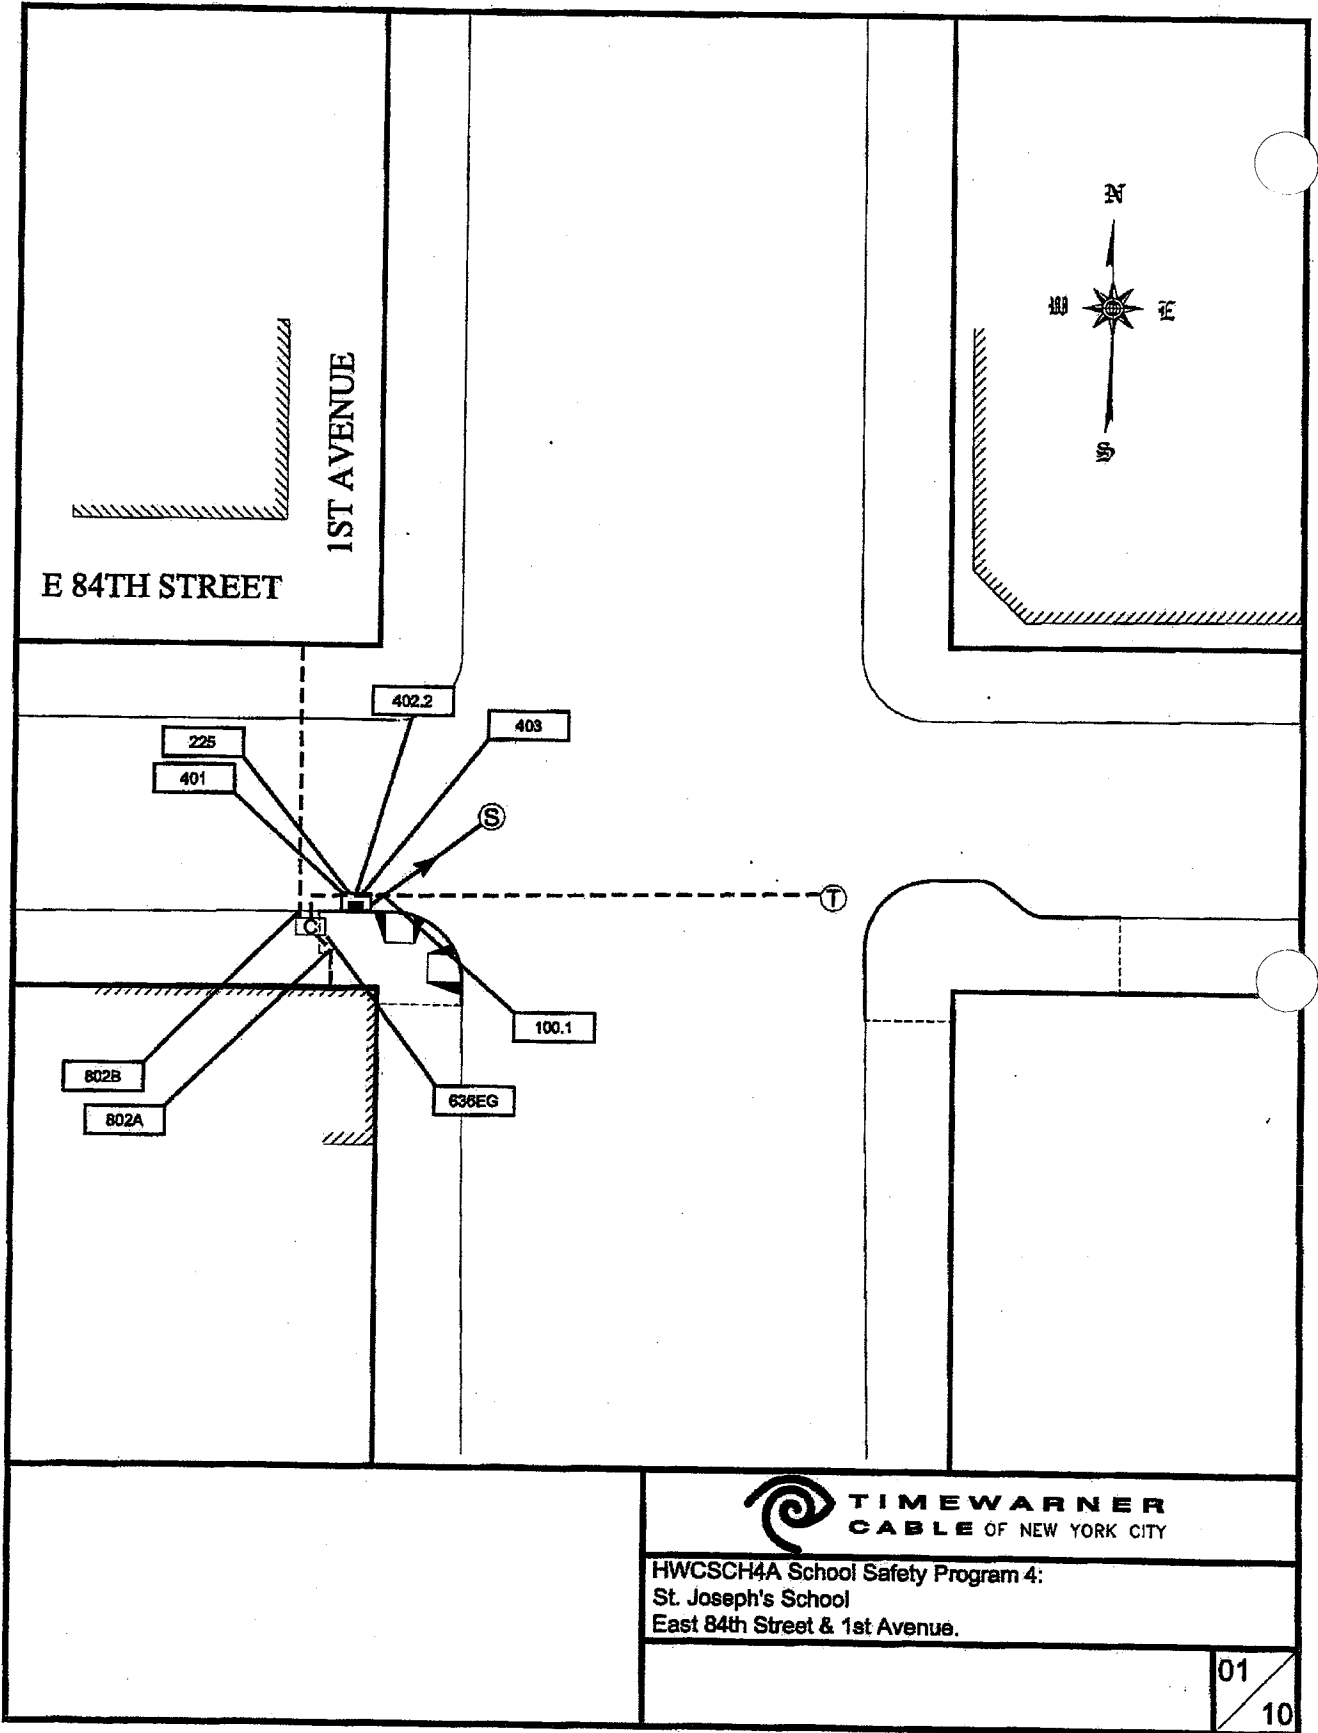 N
W
E
S
1ST AVENUE
E 84TH STREET
402.2
403
225
401
S
T
C
100.1
802B
802A
636EG
TIMEWARNER
CABLE OF NEW YORK CITY
HWCSCH4A School Safety Program 4:
St. Joseph's School
East 84th Street & 1st Avenue.
01
10